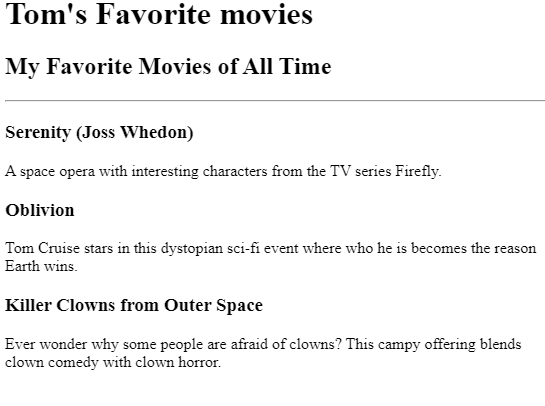 Tom's Favorite movies
My Favorite Movies of All Time
Serenity (Joss Whedon)
A space opera with interesting characters from the TV series Firefly.
Oblivion
Tom Cruise stars in this dystopian sci-fi event where who he is becomes the reason
Earth wins.
Killer Clowns from Outer Space
Ever wonder why some people are afraid of clowns? This campy offering blends
clown comedy with clown horror.